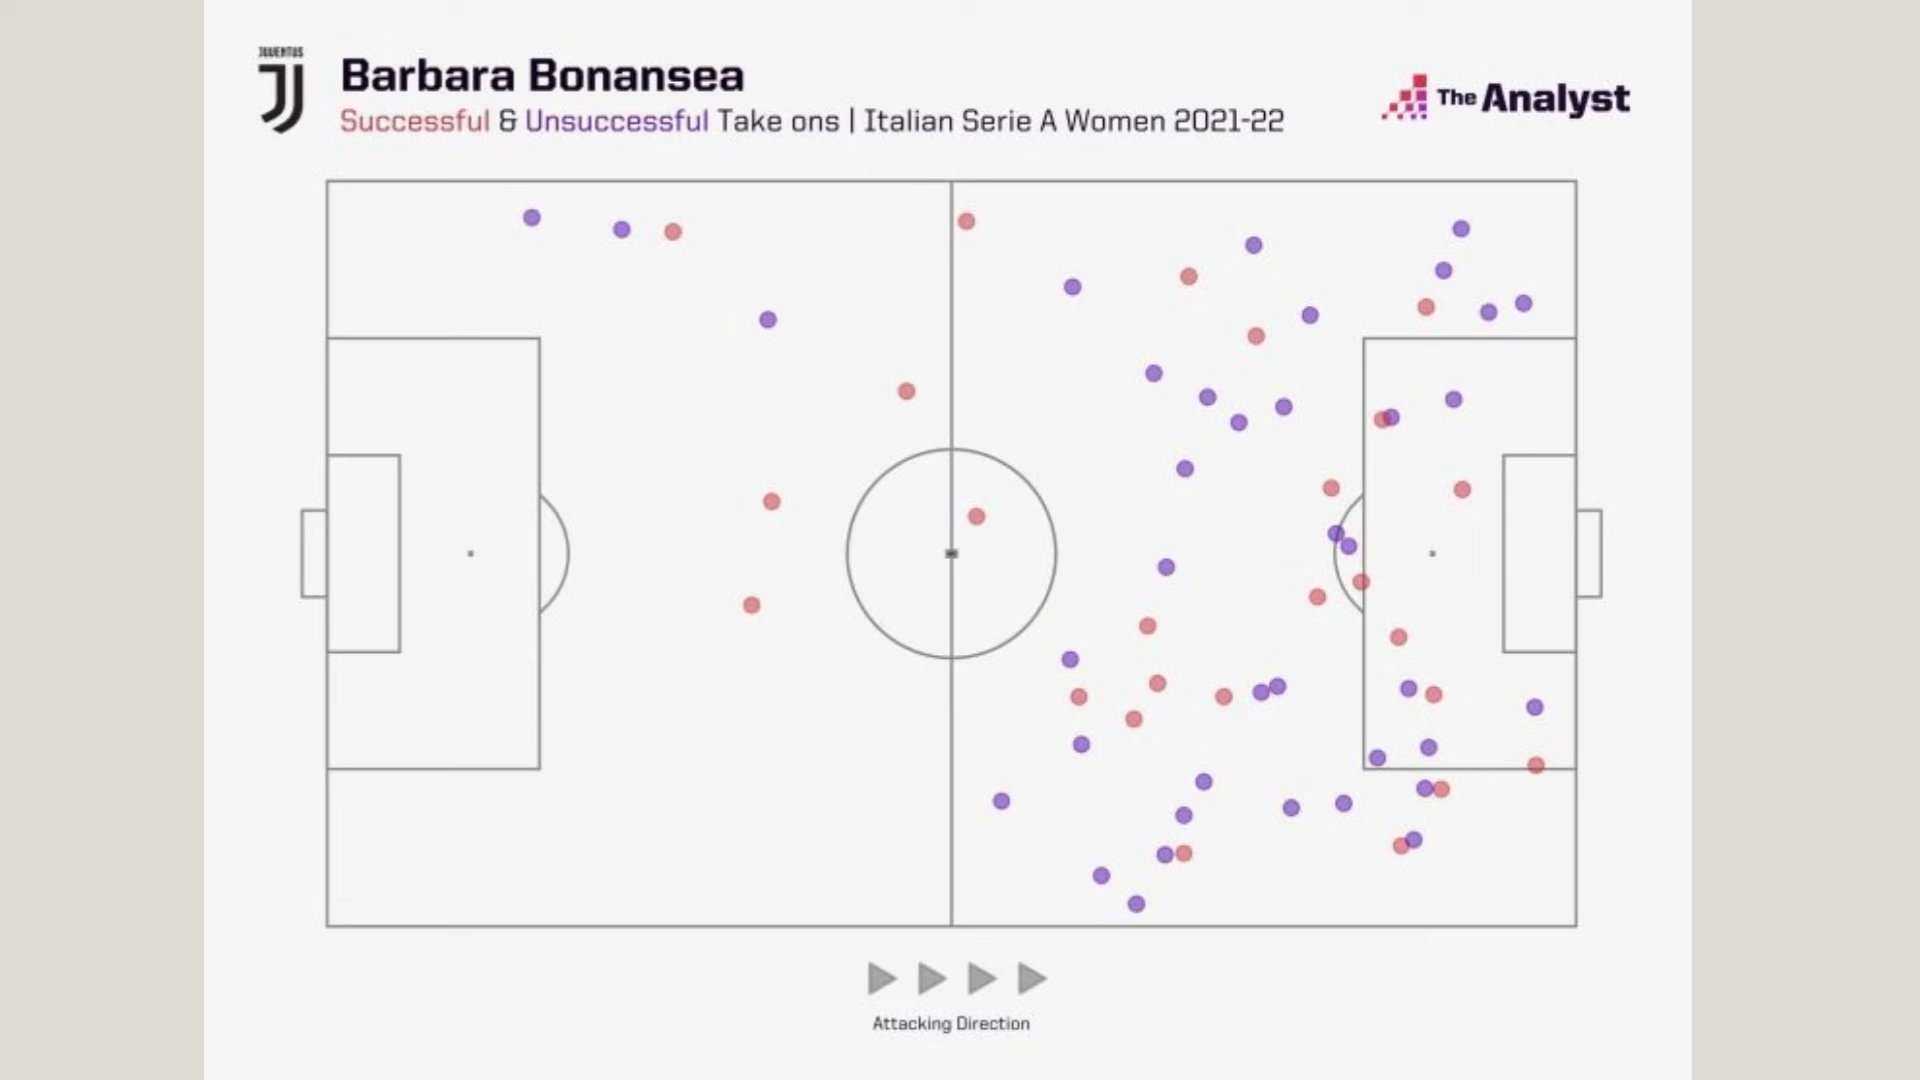 JUVENTUS
Barbara Bonansea
Successful & Unsuccessful Take ons | Italian Serie A Women 2021-22
The Analyst
Attacking Direction